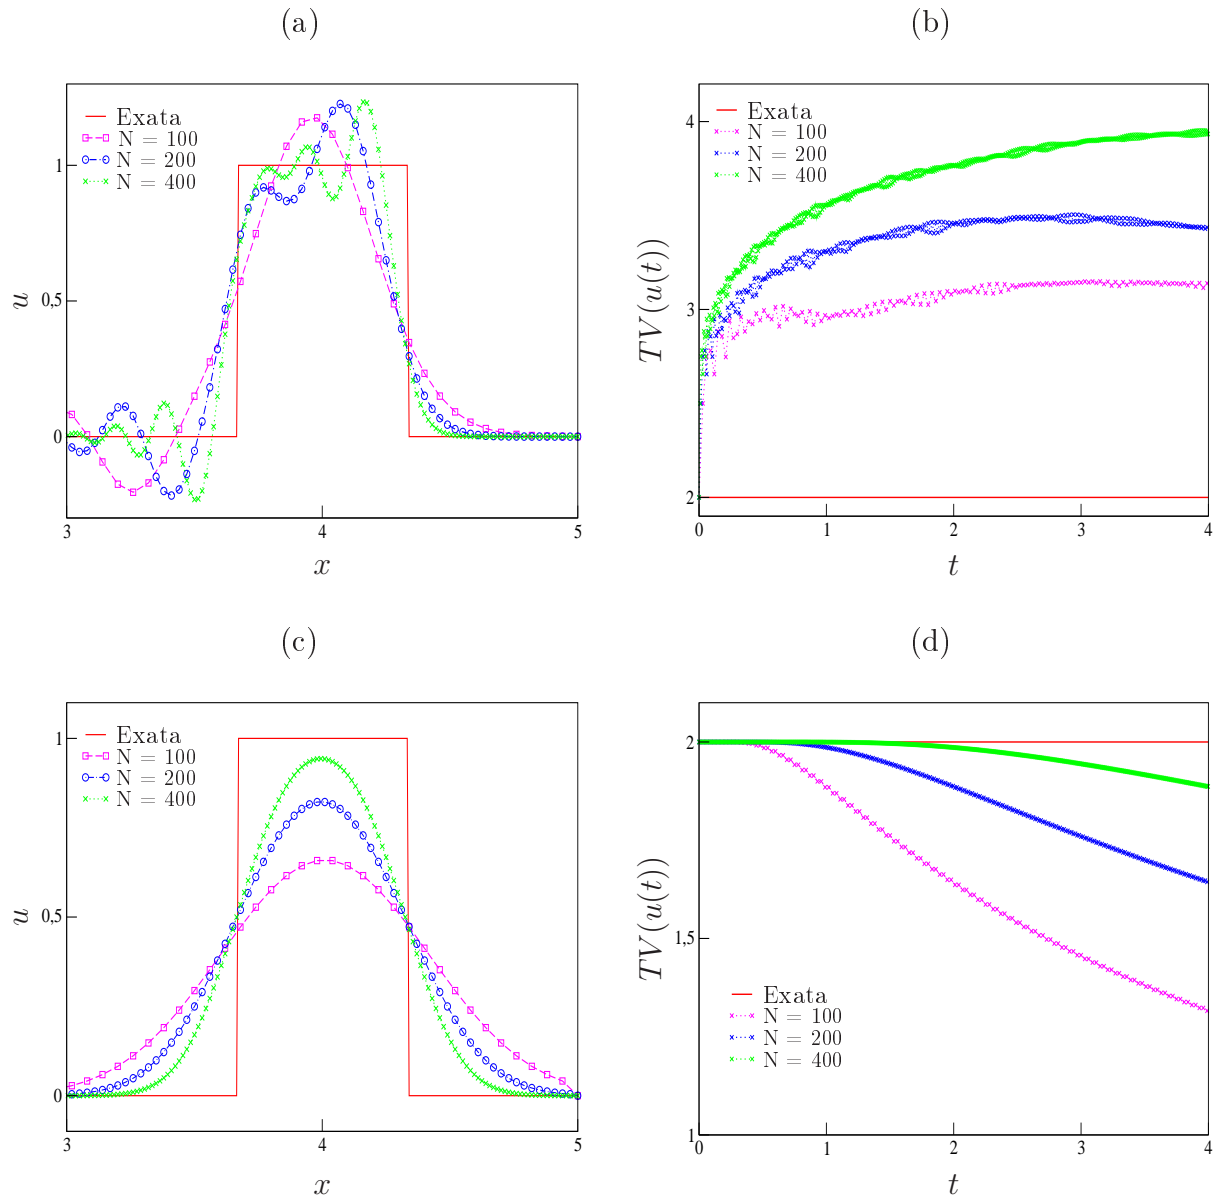 (a)
Exata
N = 100
N = 200
N = 400
1
0,5
0
3
4
5
u
x
(b)
Exata
N = 100
N = 200
N = 400
4
3
2
0
1
2
3
4
TV(u(t))
t
(c)
Exata
N = 100
N = 200
N = 400
1
0,5
0
3
4
5
u
x
(d)
2
1,5
1
Exata
N = 100
N = 200
N = 400
0
1
2
3
4
TV(u(t))
t